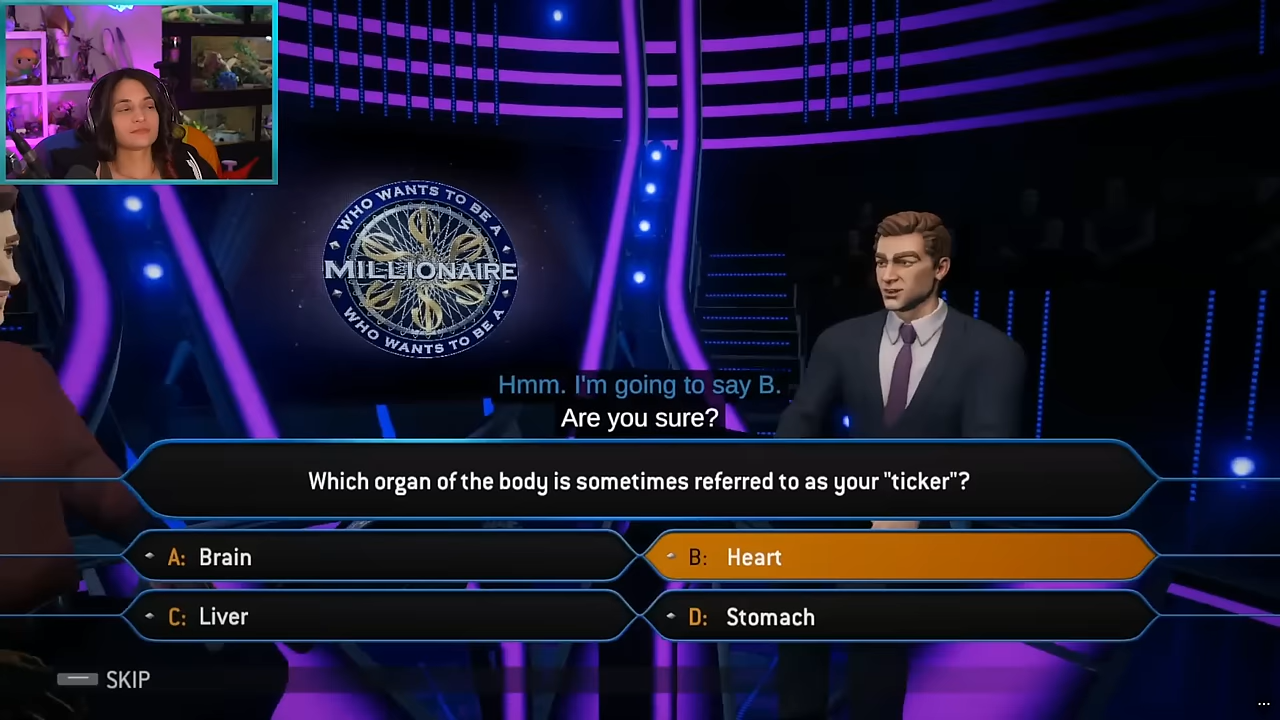 WHO WANTS TO BE A
MILLIONAIRE
WHO WANTS TO BE A
Hmm. I'm going to say B.
Are you sure?
Which organ of the body is sometimes referred to as your "ticker"?
A: Brain
B: Heart
C: Liver
D: Stomach
SKIP
...